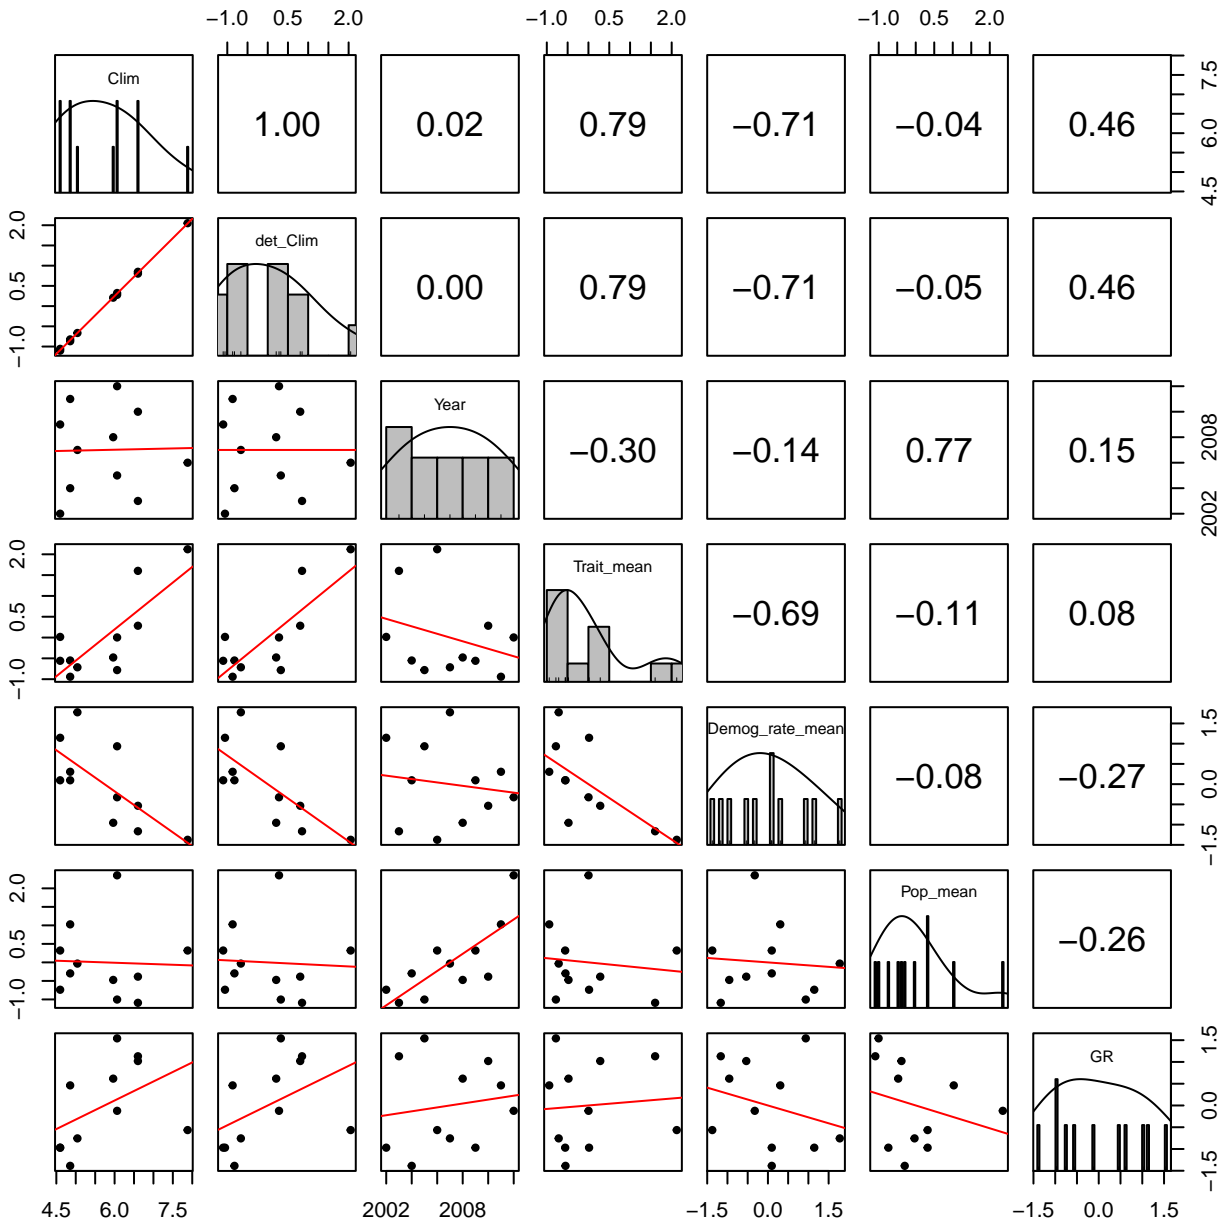 −1.0 0.5 2.0 −1.0 0.5 2.0 −1.0 0.5 2.0
Clim 1.00 0.02 0.79 −0.71 −0.04 0.46 4.5 6.0 7.5
−1.0 0.5 2.0 det_Clim 0.00 0.79 −0.71 −0.05 0.46
Year −0.30 −0.14 0.77 0.15 2002 2008
−1.0 0.5 2.0 Trait_mean −0.69 −0.11 0.08
Demog_rate_mean −0.08 −0.27 −1.5 0.0 1.5
−1.0 0.5 2.0 Pop_mean −0.26
GR −1.5 0.0 1.5
4.5 6.0 7.5 2002 2008 −1.5 0.0 1.5 −1.5 0.0 1.5